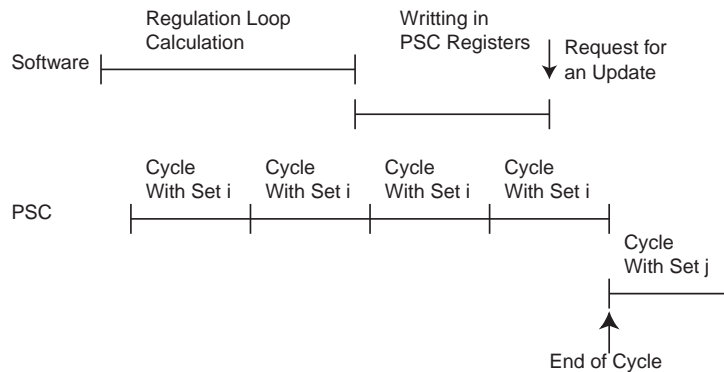 Regulation Loop
Calculation
Writting in
PSC Registers
Software
Request for
an Update
Cycle
With Set i
Cycle
With Set i
Cycle
With Set i
Cycle
With Set i
PSC
Cycle
With Set j
End of Cycle